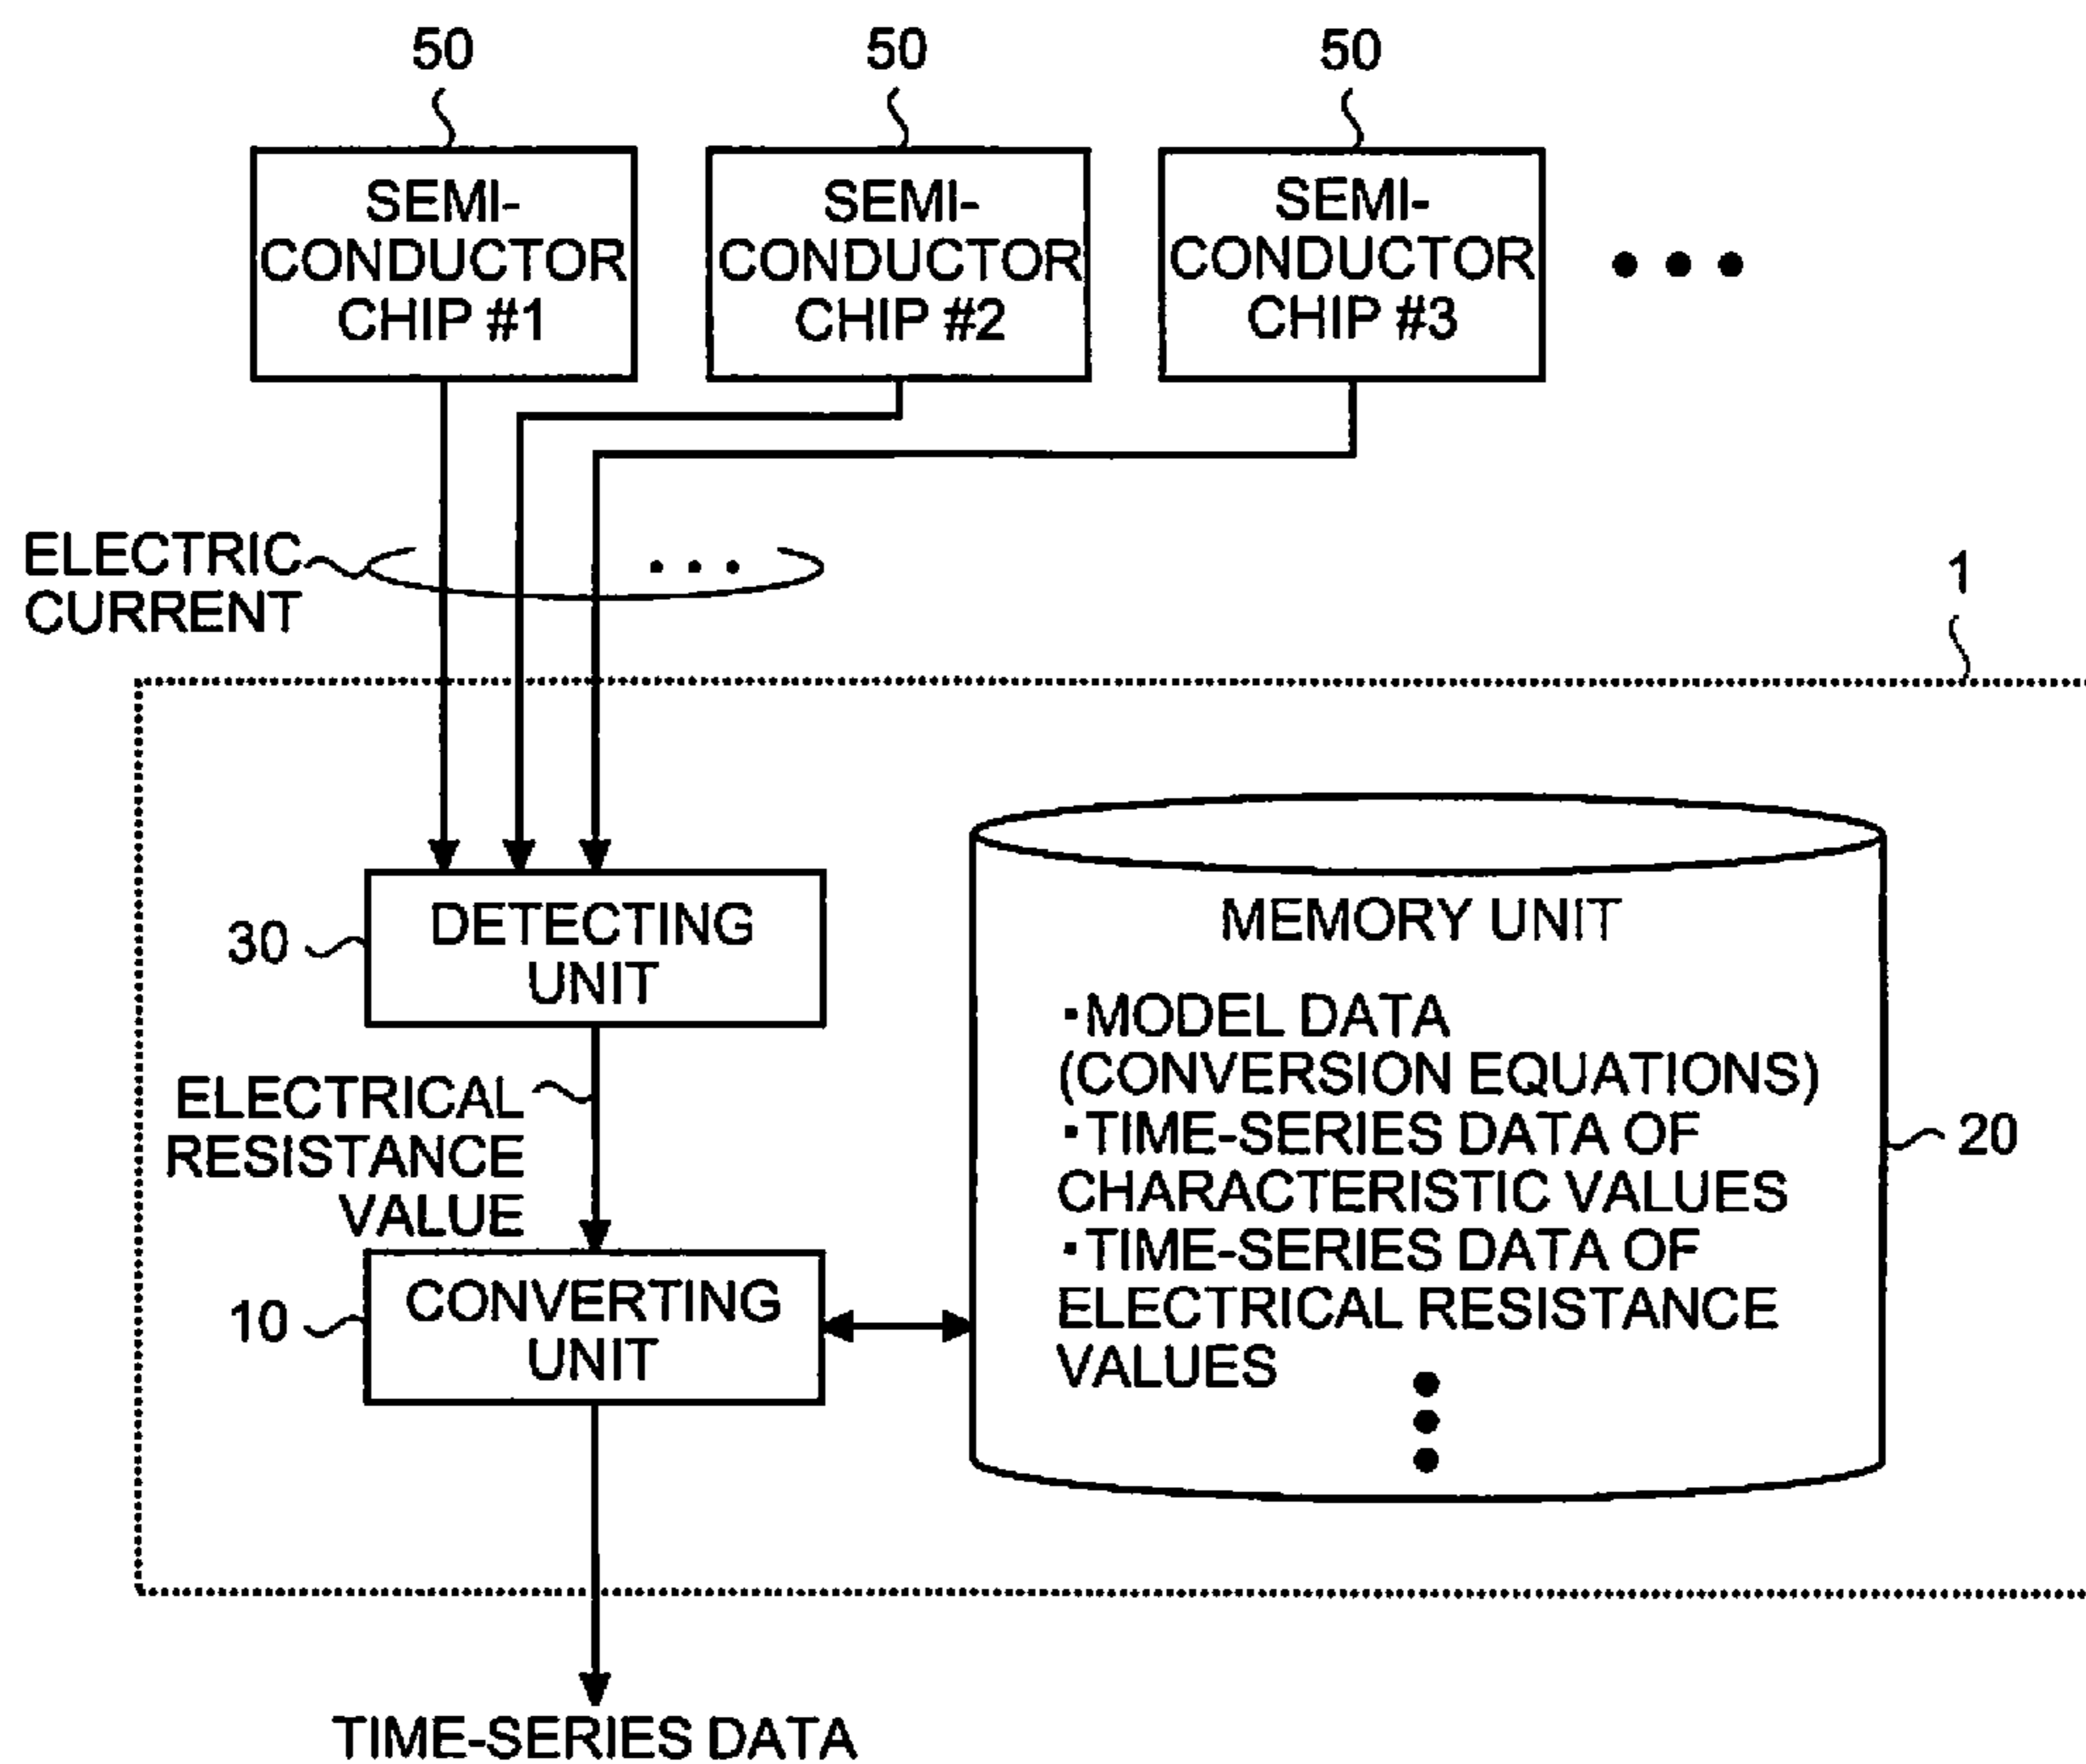 50
50
50
SEMI-
CONDUCTOR
CHIP #1
SEMI-
CONDUCTOR
CHIP #2
SEMI-
CONDUCTOR
CHIP #3
ELECTRIC
CURRENT
1
30
DETECTING
UNIT
ELECTRICAL
RESISTANCE
VALUE
10
CONVERTING
UNIT
MEMORY UNIT
・MODEL DATA
(CONVERSION EQUATIONS)
・TIME-SERIES DATA OF
CHARACTERISTIC VALUES
・TIME-SERIES DATA OF
ELECTRICAL RESISTANCE
VALUES
20
TIME-SERIES DATA